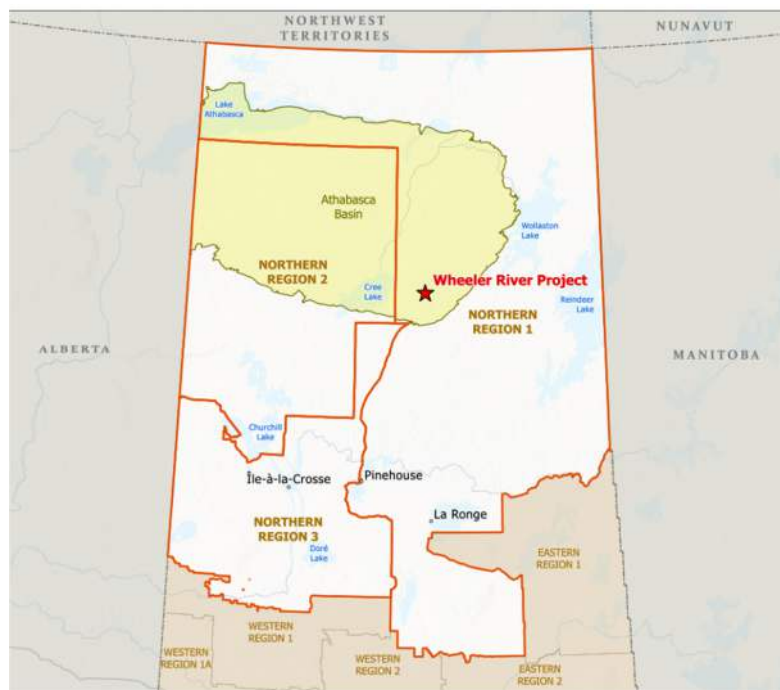 NORTHWEST
TERRITORIES
NUNAVUT
Lake
Athabasca
Athabasca
Basin
Wollaston
Lake
NORTHERN
REGION 2
Cree
Lake
Wheeler River Project
Reindeer
Lake
NORTHERN
REGION 1
ALBERTA
MANITOBA
Churchill
Lake
Île-à-la-Crosse
Pinehouse
La Ronge
NORTHERN
REGION 3
Doré
Lake
EASTERN
REGION 1
WESTERN
REGION 1
WESTERN
REGION 1A
WESTERN
REGION 2
EASTERN
REGION 2